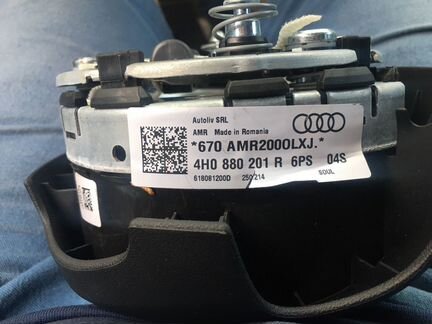 Autoliv SRL
AMR Made in Romania
*670 AMR2000LXJ.*
4H0 880 201 R 6PS 04S
618081200D 250214 SOUL